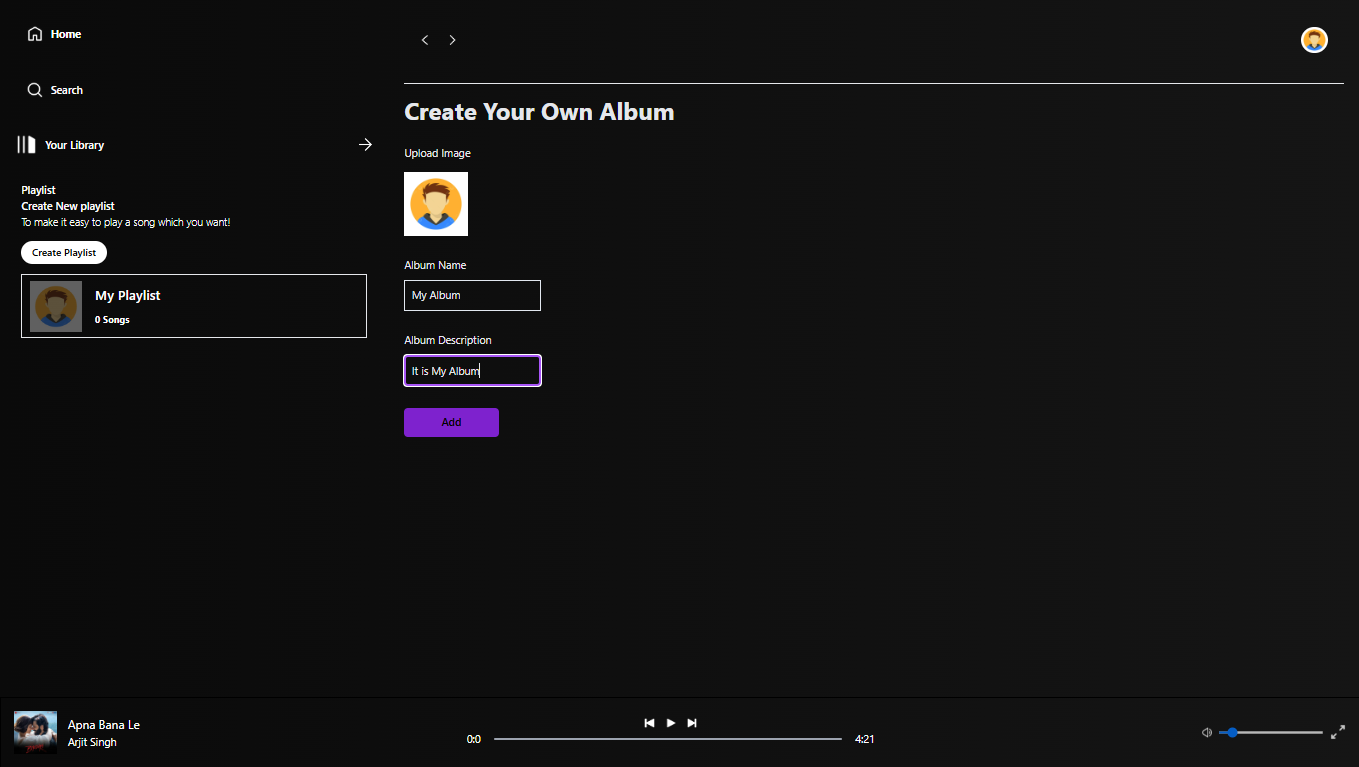 Home
Search
Your Library
Playlist
Create New playlist
To make it easy to play a song which you want!
Create Playlist
My Playlist
0 Songs
Create Your Own Album
Upload Image
Album Name
My Album
Album Description
It is My Album
Add
Apna Bana Le
Arjit Singh
0:0
4:21